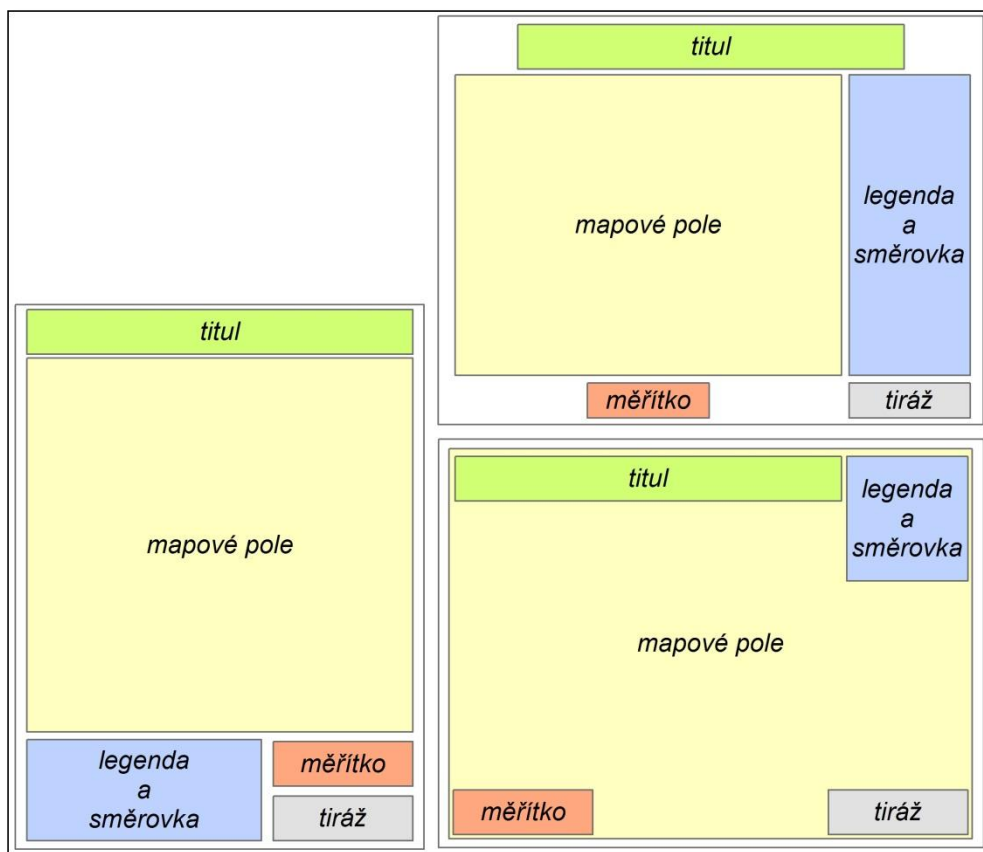 titul
mapové pole
legenda
a
směrovka
měřítko
tiráž
titul
mapové pole
legenda
a
směrovka
měřítko
tiráž
titul
legenda
a
směrovka
mapové pole
měřítko
tiráž